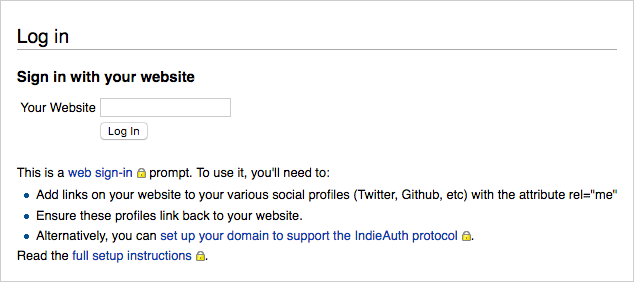 Log in
Sign in with your website
Your Website
Log In
This is a web sign-in prompt. To use it, you'll need to:
Add links on your website to your various social profiles (Twitter, Github, etc) with the attribute rel="me"
Ensure these profiles link back to your website.
Alternatively, you can set up your domain to support the IndieAuth protocol .
Read the full setup instructions .